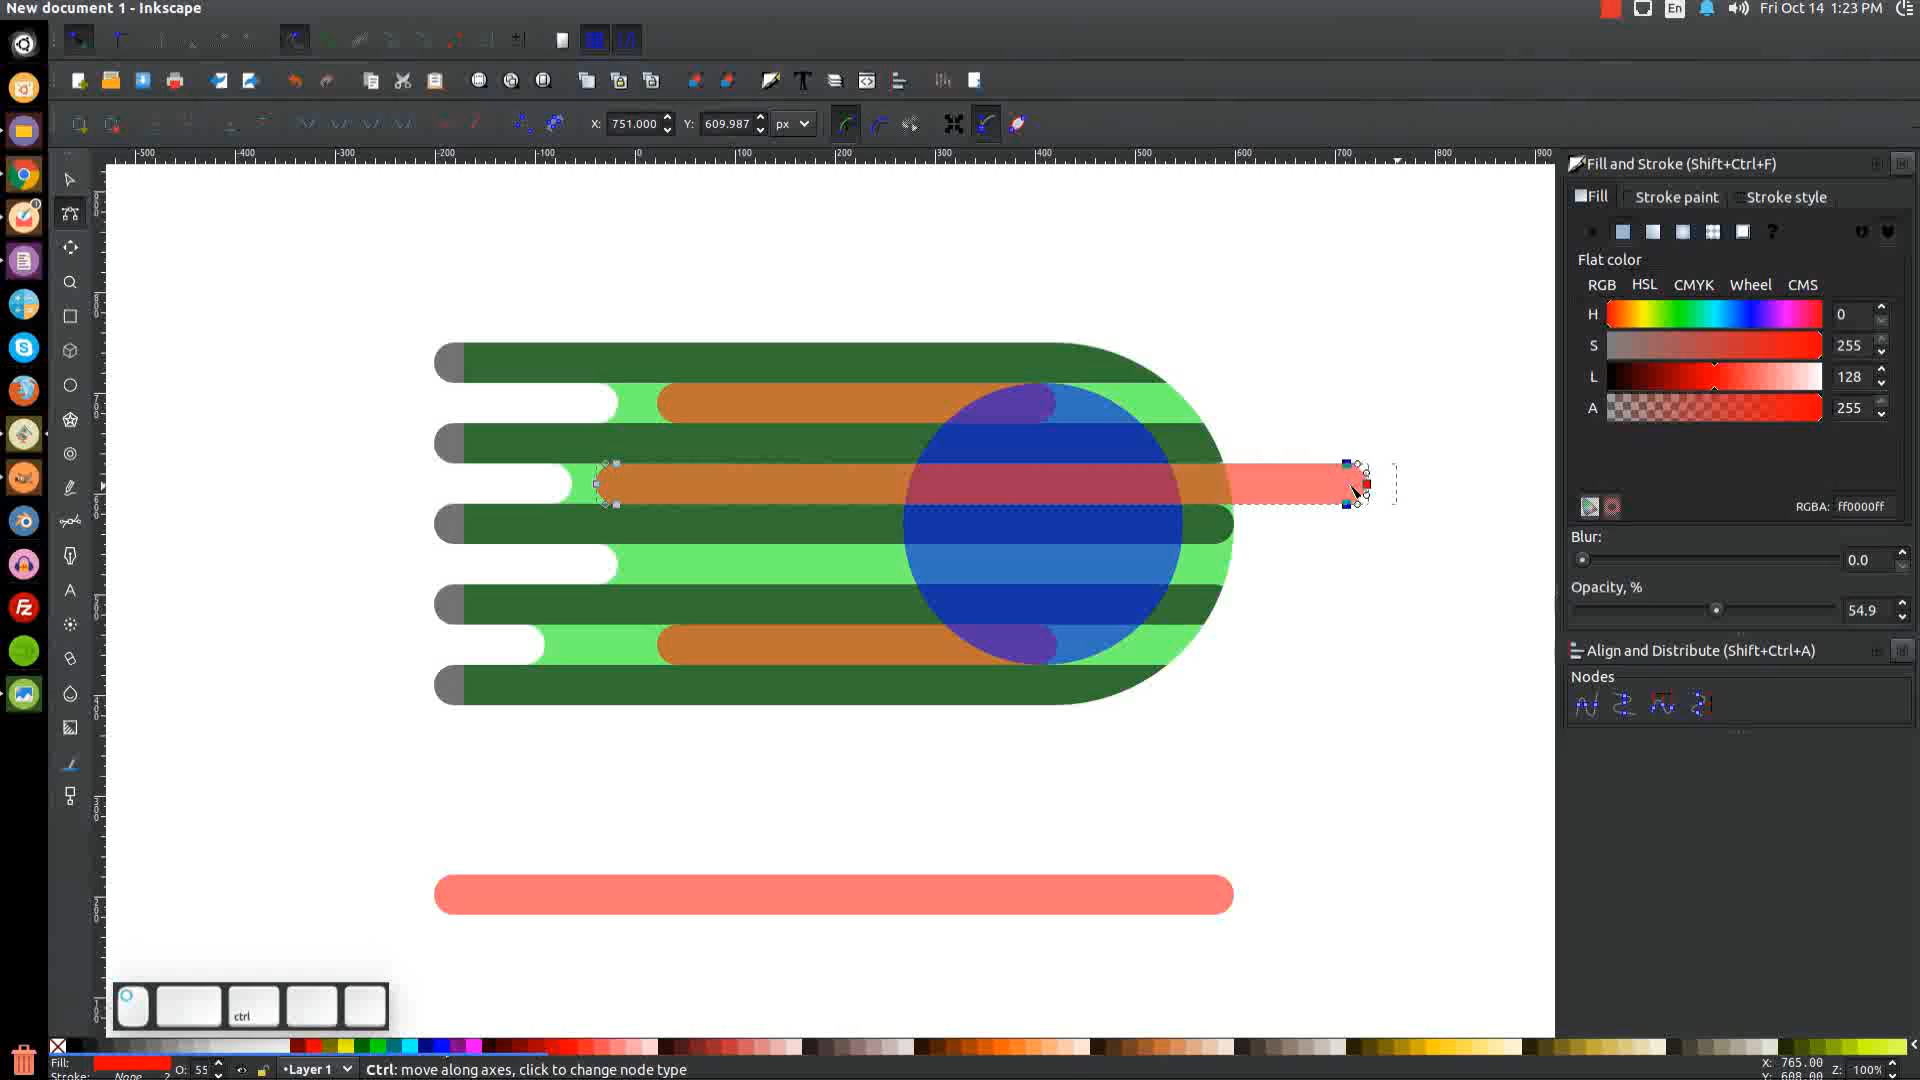 New document 1 - Inkscape
En
Fri Oct 14 1:23 PM
X: 751.000 Y: 609.987 px
-500 -400 -300 -200 -100 0 100 200 300 400 500 600 700 800 900
Fill and Stroke (Shift+Ctrl+F)
Fill Stroke paint Stroke style
?
Flat color
RGB HSL CMYK Wheel CMS
H 0
S 255
L 128
A 255
RGBA: ff0000ff
Blur:
0.0
Opacity, %
54.9
Align and Distribute (Shift+Ctrl+A)
Nodes
ctrl
Fill:
Stroke: None
O: 55
•Layer 1
Ctrl: move along axes, click to change node type
X: 765.00
Y: 608.00
Z: 100%